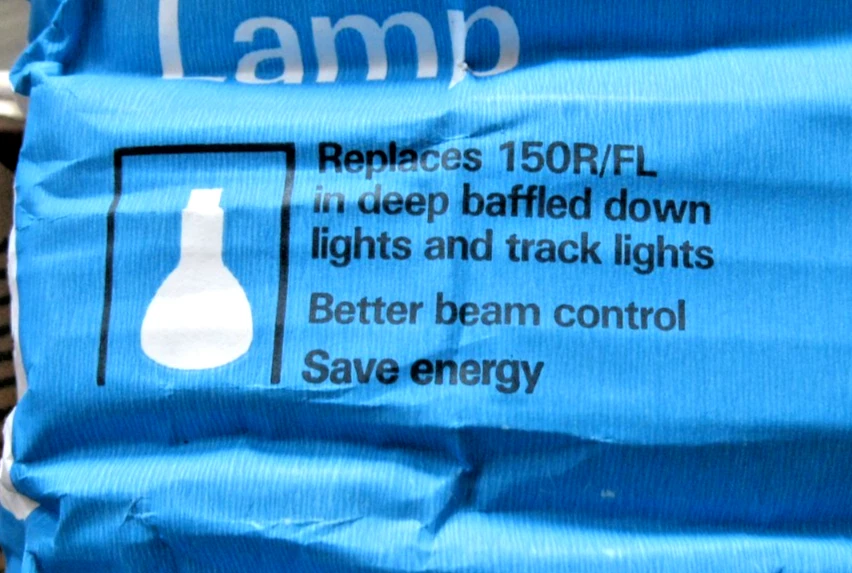 Lamp
Replaces 150R/FL
in deep baffled down
lights and track lights
Better beam control
Save energy